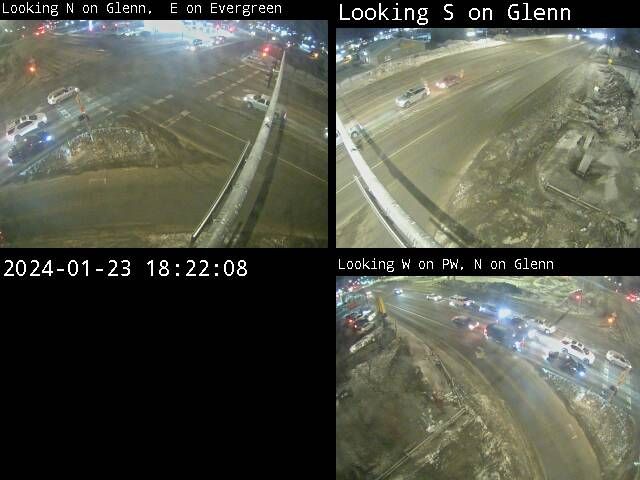 Looking N on Glenn,  E on Evergreen
Looking S on Glenn
2024-01-23 18:22:08
Looking W on PW, N on Glenn